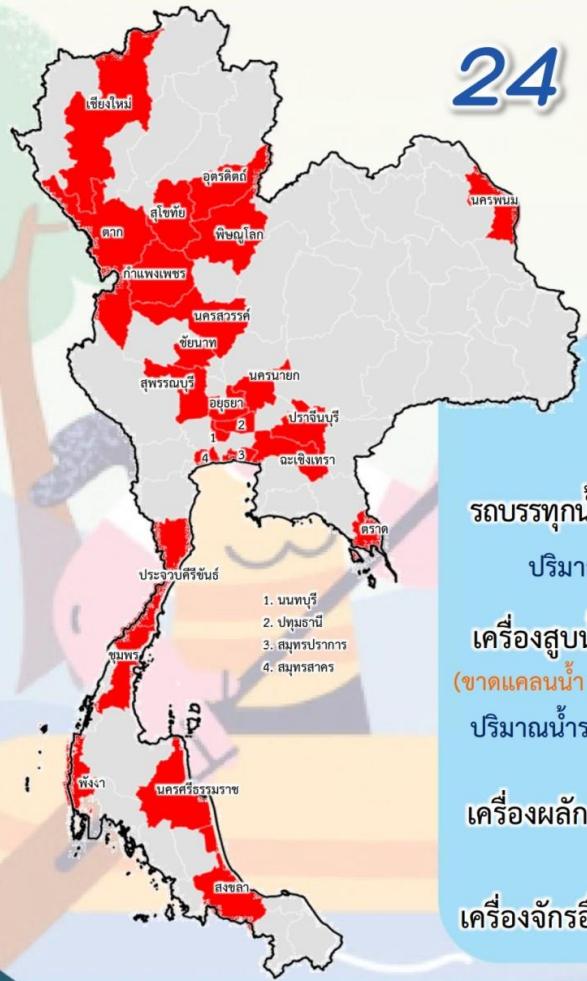 24
เชียงใหม่
อุตรดิตถ์
นครพนม
สุโขทัย
ตาก
พิษณุโลก
กำแพงเพชร
นครสวรรค์
ชัยนาท
สุพรรณบุรี
นครนายก
อยุธยา
ปราจีนบุรี
1
2
3
4
ฉะเชิงเทรา
ตราด
ประจวบคีรีขันธ์
1. นนทบุรี
2. ปทุมธานี
3. สมุทรปราการ
4. สมุทรสาคร
ชุมพร
พังงา
นครศรีธรรมราช
สงขลา
รถบรรทุกน้
ปริมา
เครื่องสูบ
(ขาดแคลนน้ำ
ปริมาณน้ำร
เครื่องผลัก
เครื่องจักรอื